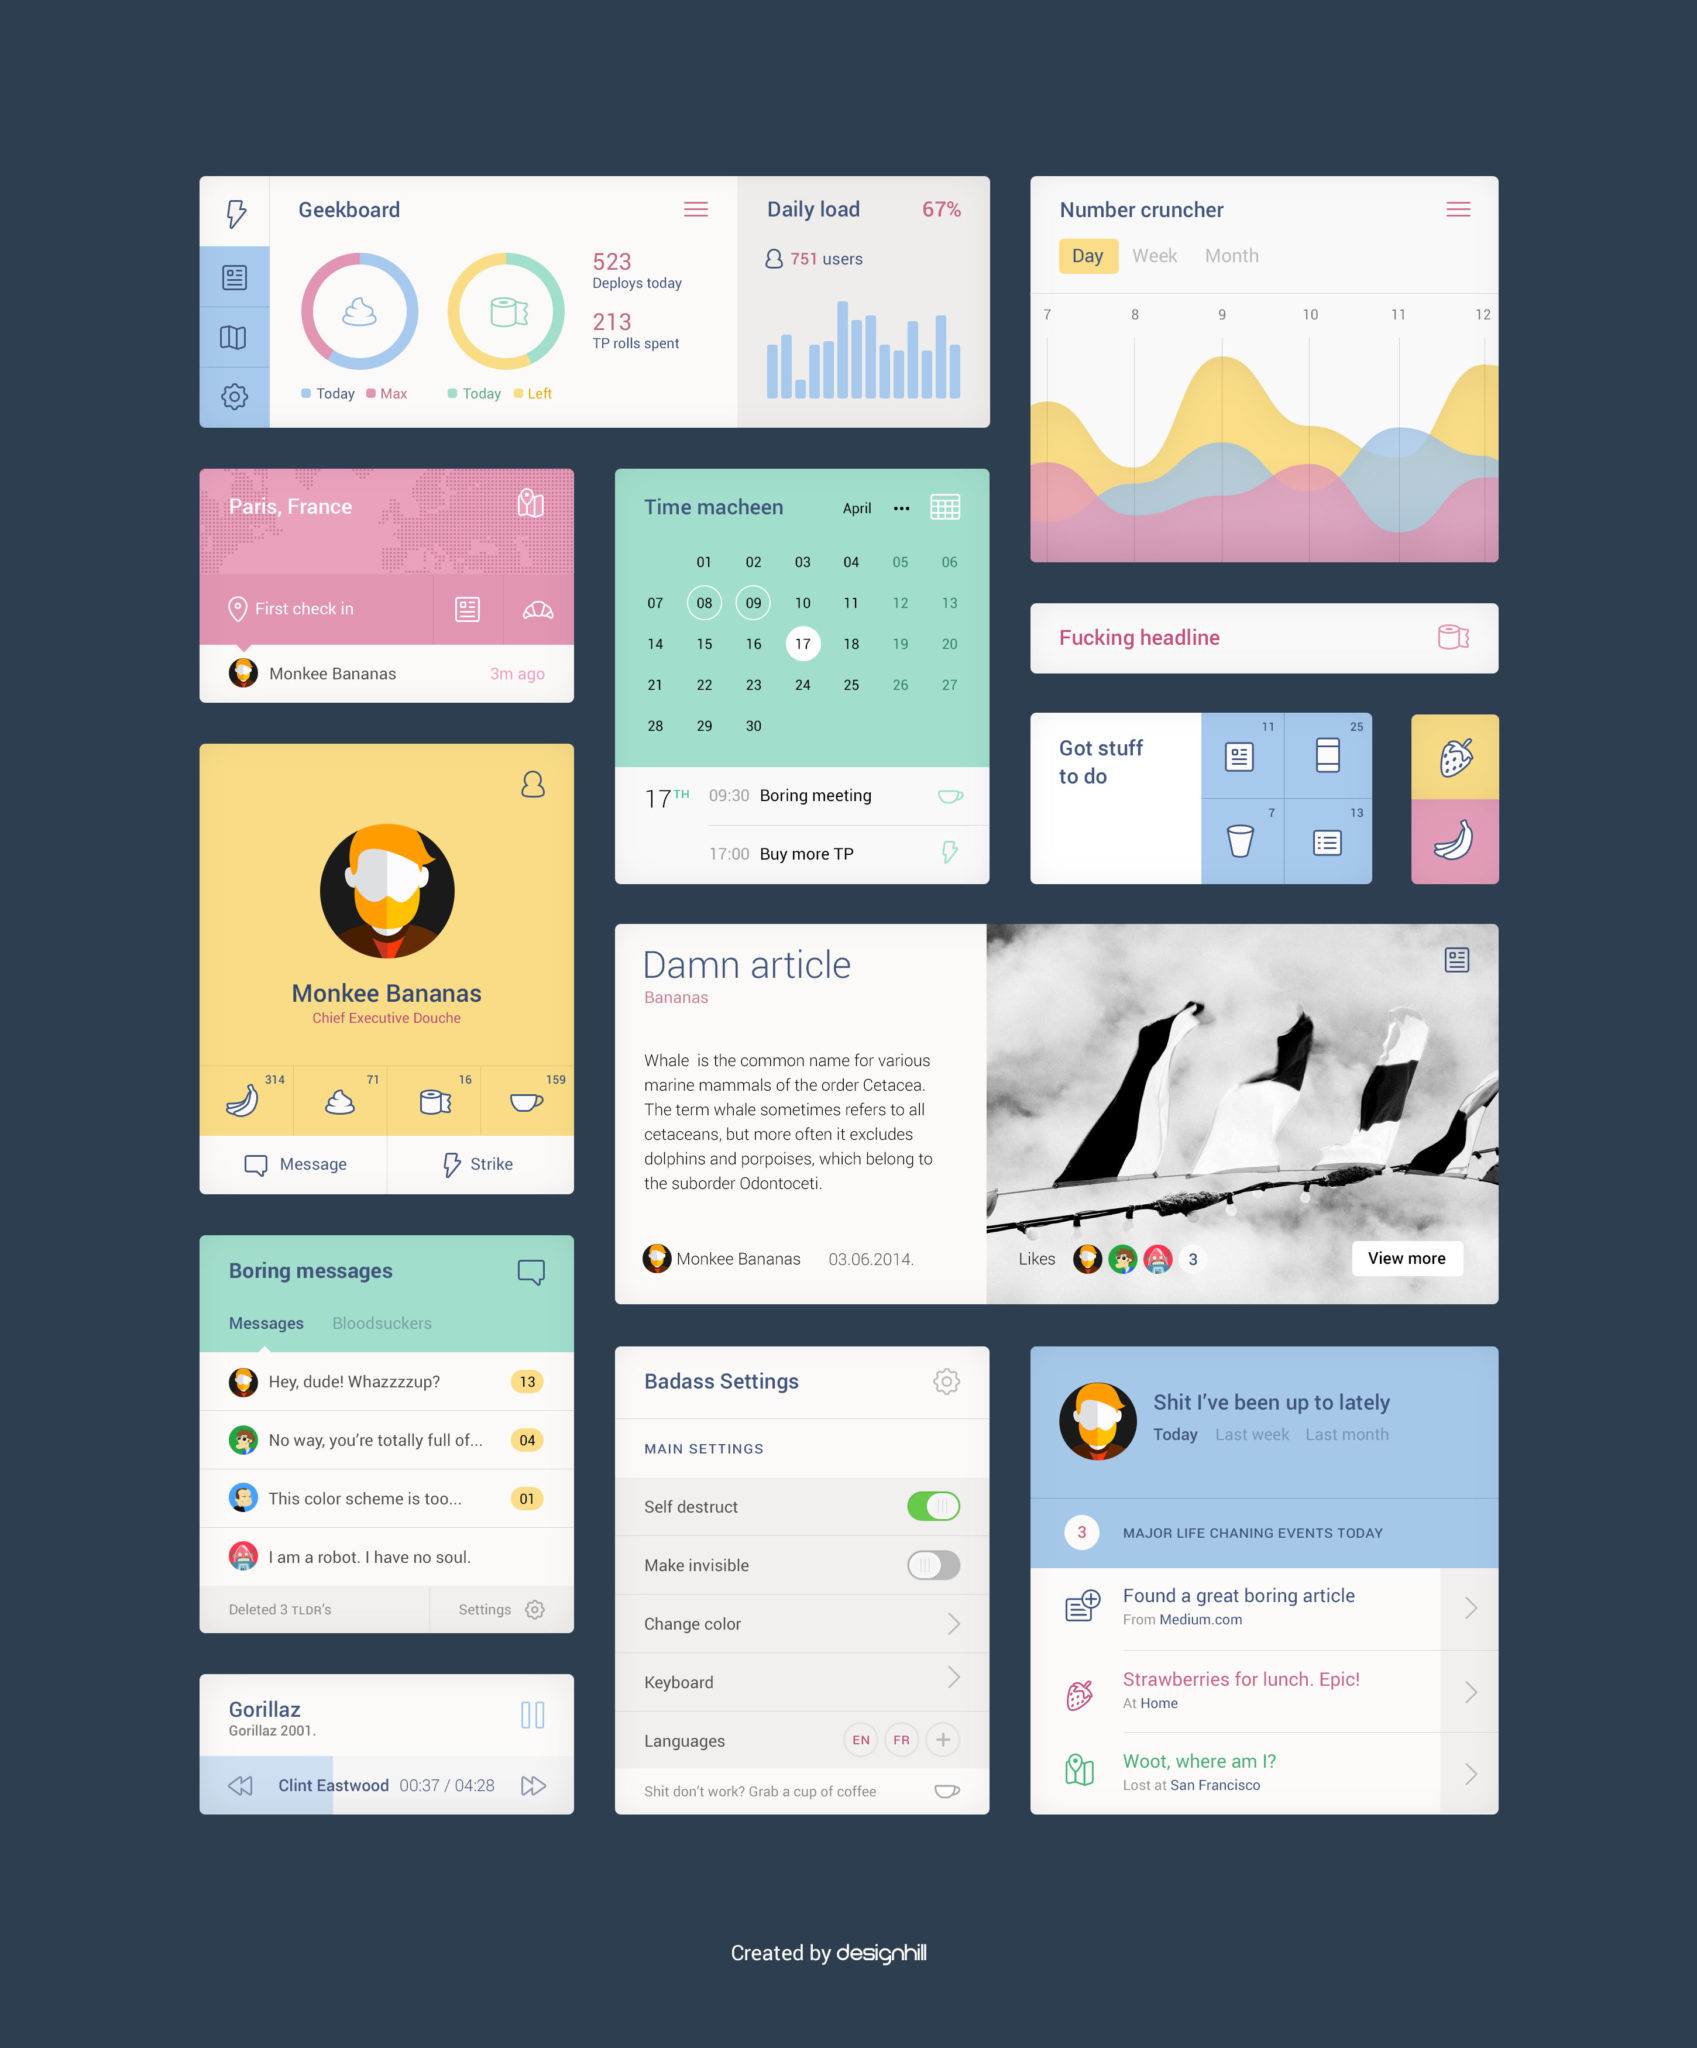 Geekboard
Today Max
Today Left
523
Deploys today
213
TP rolls spent
Daily load 67%
751 users
Number cruncher
Day Week Month
7 8 9 10 11 12
Paris, France
First check in
Monkee Bananas 3m ago
Time macheen April •••
01 02 03 04 05 06
07 08 09 10 11 12 13
14 15 16 17 18 19 20
21 22 23 24 25 26 27
28 29 30
17TH 09:30 Boring meeting
17:00 Buy more TP
Fucking headline
Got stuff
to do
11 25
7 13
Monkee Bananas
Chief Executive Douche
314 71 16 159
Message Strike
Damn article
Bananas
Whale is the common name for various
marine mammals of the order Cetacea.
The term whale sometimes refers to all
cetaceans, but more often it excludes
dolphins and porpoises, which belong to
the suborder Odontoceti.
Monkee Bananas 03.06.2014.
Likes 3 View more
Boring messages
Messages Bloodsuckers
Hey, dude! Whazzzzup? 13
No way, you're totally full of... 04
This color scheme is too... 01
I am a robot. I have no soul.
Deleted 3 TLDR's Settings
Gorillaz
Gorillaz 2001.
Clint Eastwood 00:37 / 04:28
Badass Settings
MAIN SETTINGS
Self destruct
Make invisible
Change color
Keyboard
Languages EN FR +
Shit don't work? Grab a cup of coffee
Shit I've been up to lately
Today Last week Last month
3 MAJOR LIFE CHANING EVENTS TODAY
Found a great boring article
From Medium.com
Strawberries for lunch. Epic!
At Home
Woot, where am I?
Lost at San Francisco
Created by designhill